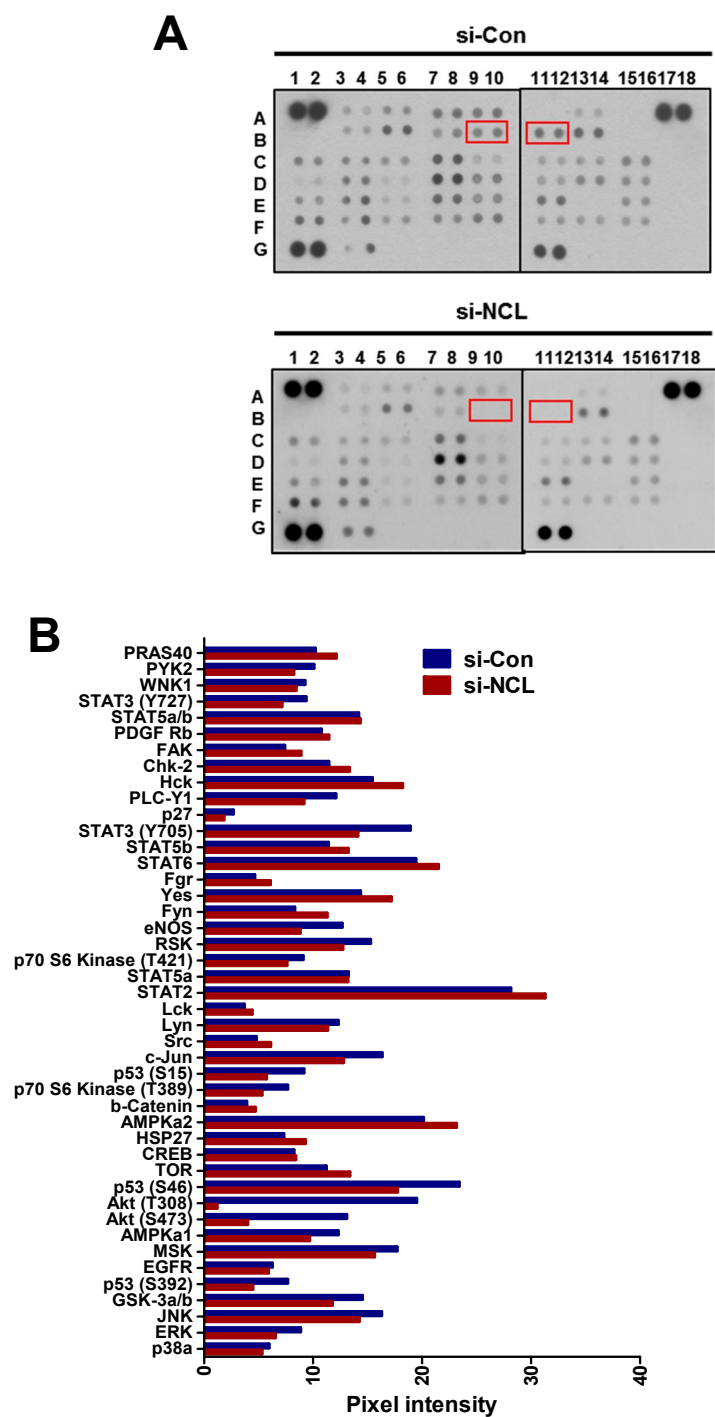 A
si-Con
1 2 3 4 5 6 7 8 9 10 11 12 13 14 15 16 17 18
A
B
C
D
E
F
G
si-NCL
1 2 3 4 5 6 7 8 9 10 11 12 13 14 15 16 17 18
A
B
C
D
E
F
G
B
si-Con
si-NCL
PRAS40
PYK2
WNK1
STAT3 (Y727)
STAT5a/b
PDGF Rb
FAK
Chk-2
Hck
PLC-Y1
p27
STAT3 (Y705)
STAT5b
STAT6
Fgr
Yes
Fyn
eNOS
RSK
p70 S6 Kinase (T421)
STAT5a
STAT2
Lck
Lyn
Src
c-Jun
p53 (S15)
p70 S6 Kinase (T389)
b-Catenin
AMPKa2
HSP27
CREB
TOR
p53 (S46)
Akt (T308)
Akt (S473)
AMPKa1
MSK
EGFR
p53 (S392)
GSK-3a/b
JNK
ERK
p38a
0 10 20 30 40
Pixel intensity